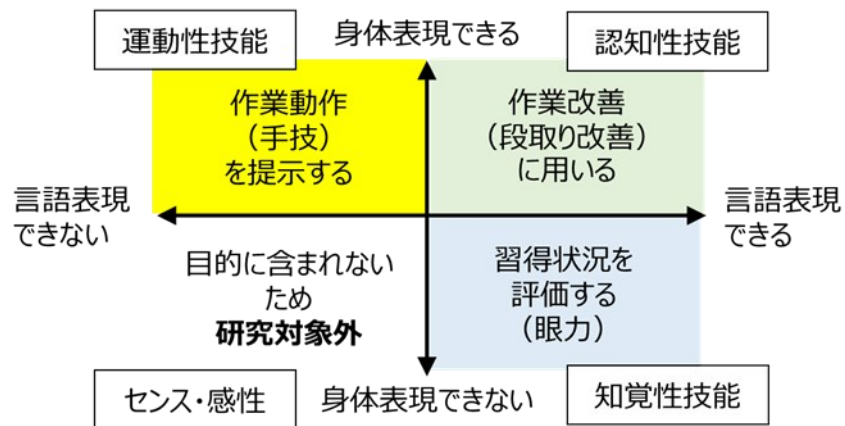 運動性技能
身体表現できる
認知性技能
作業動作
（手技）
を提示する
作業改善
（段取り改善）
に用いる
言語表現
できない
言語表現
できる
目的に含まれない
ため
研究対象外
習得状況を
評価する
（眼力）
センス・感性
身体表現できない
知覚性技能